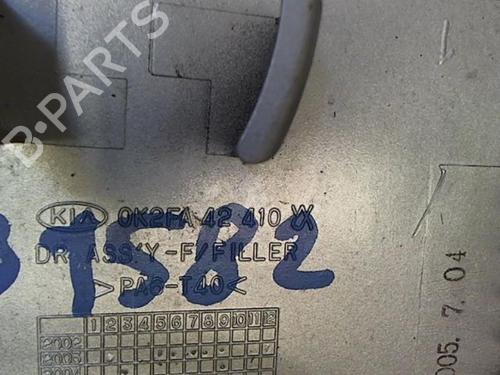 B-PARTS
KIA 0K2FA 42 410
DR ASS'Y-F/FILLER
>PA6-T40<
1 2 3 4 5 6 7 8 9 10 11 12
2002
2003
2004
1582
005. 7. 04